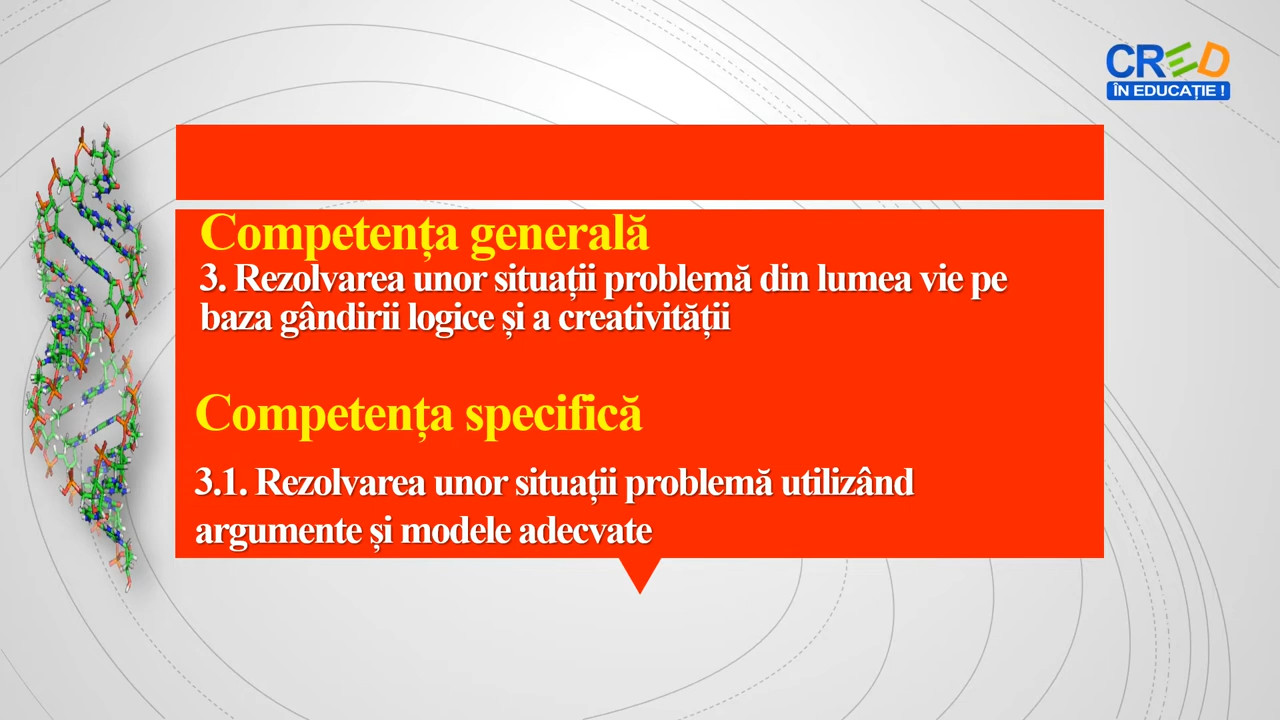 CRED
ÎN EDUCAȚIE !
Competența generală
3. Rezolvarea unor situații problemă din lumea vie pe
baza gândirii logice și a creativității
Competența specifică
3.1. Rezolvarea unor situații problemă utilizând
argumente și modele adecvate